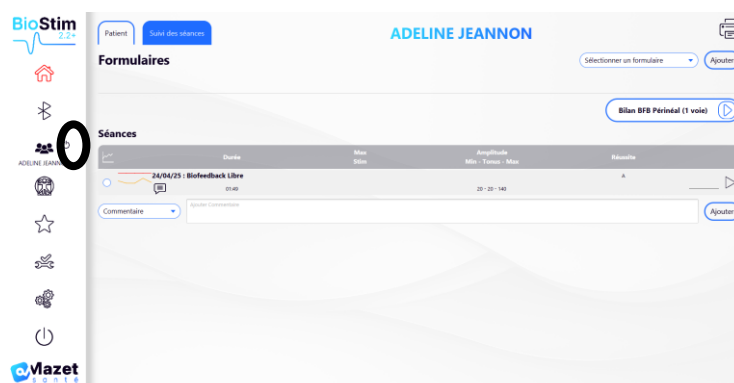 BioStim
2.2+
Patient
Suivi des séances
ADELINE JEANNON
Formulaires
Sélectionner un formulaire
Ajouter
Bilan BFB Périnéal (1 voie)
Séances
ADELINE JEANN
Durée
Max
Stim
Amplitude
Min - Tonus - Max
Réussite
24/04/25 : Biofeedback Libre
01:49
20 - 20 - 140
A
Commentaire
Ajouter Commentaire
Ajouter
Mazet
santé